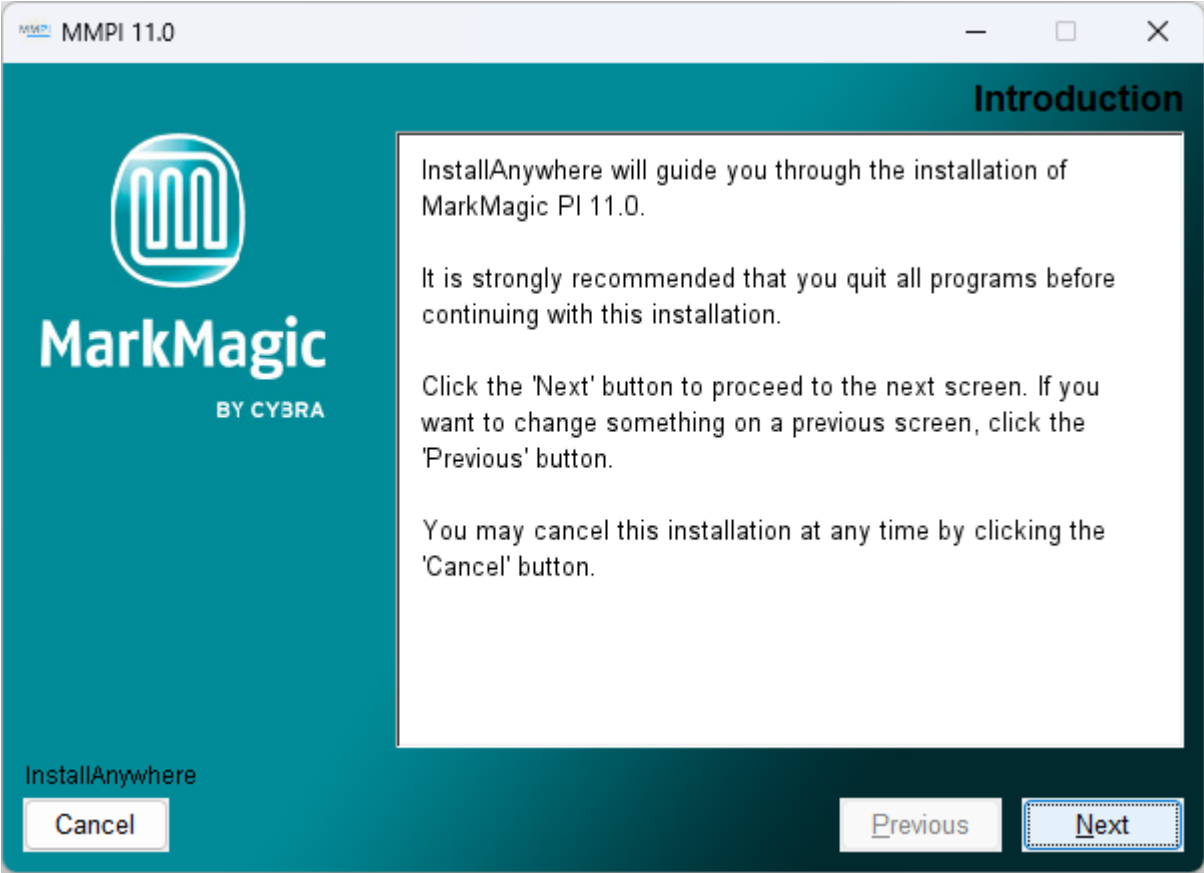 MMPI 11.0
Introduction
MarkMagic
BY CYBRA
InstallAnywhere will guide you through the installation of
MarkMagic PI 11.0.
It is strongly recommended that you quit all programs before
continuing with this installation.
Click the 'Next' button to proceed to the next screen. If you
want to change something on a previous screen, click the
'Previous' button.
You may cancel this installation at any time by clicking the
'Cancel' button.
InstallAnywhere
Cancel
Previous
Next